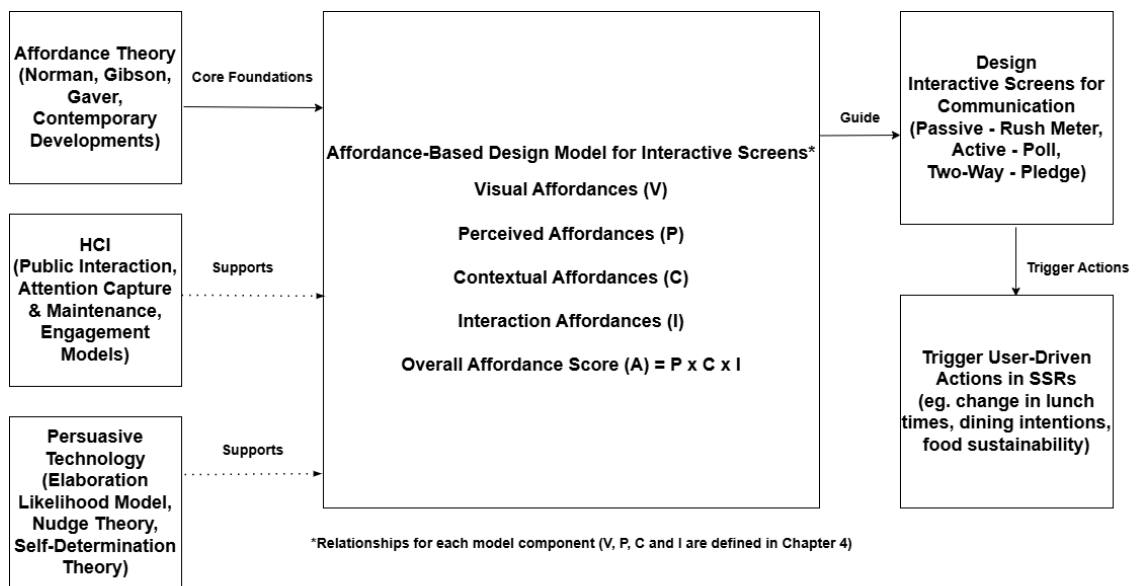 Affordance Theory
(Norman, Gibson,
Gaver,
Contemporary
Developments)
Core Foundations
HCI
(Public Interaction,
Attention Capture
& Maintenance,
Engagement
Models)
Supports
Persuasive
Technology
(Elaboration
Likelihood Model,
Nudge Theory,
Self-Determination
Theory)
Supports
Affordance-Based Design Model for Interactive Screens*
Visual Affordances (V)
Perceived Affordances (P)
Contextual Affordances (C)
Interaction Affordances (I)
Overall Affordance Score (A) = P x C x I
*Relationships for each model component (V, P, C and I are defined in Chapter 4)
Guide
Design
Interactive Screens for
Communication
(Passive - Rush Meter,
Active - Poll,
Two-Way - Pledge)
Trigger Actions
Trigger User-Driven
Actions in SSRs
(eg. change in lunch
times, dining intentions,
food sustainability)